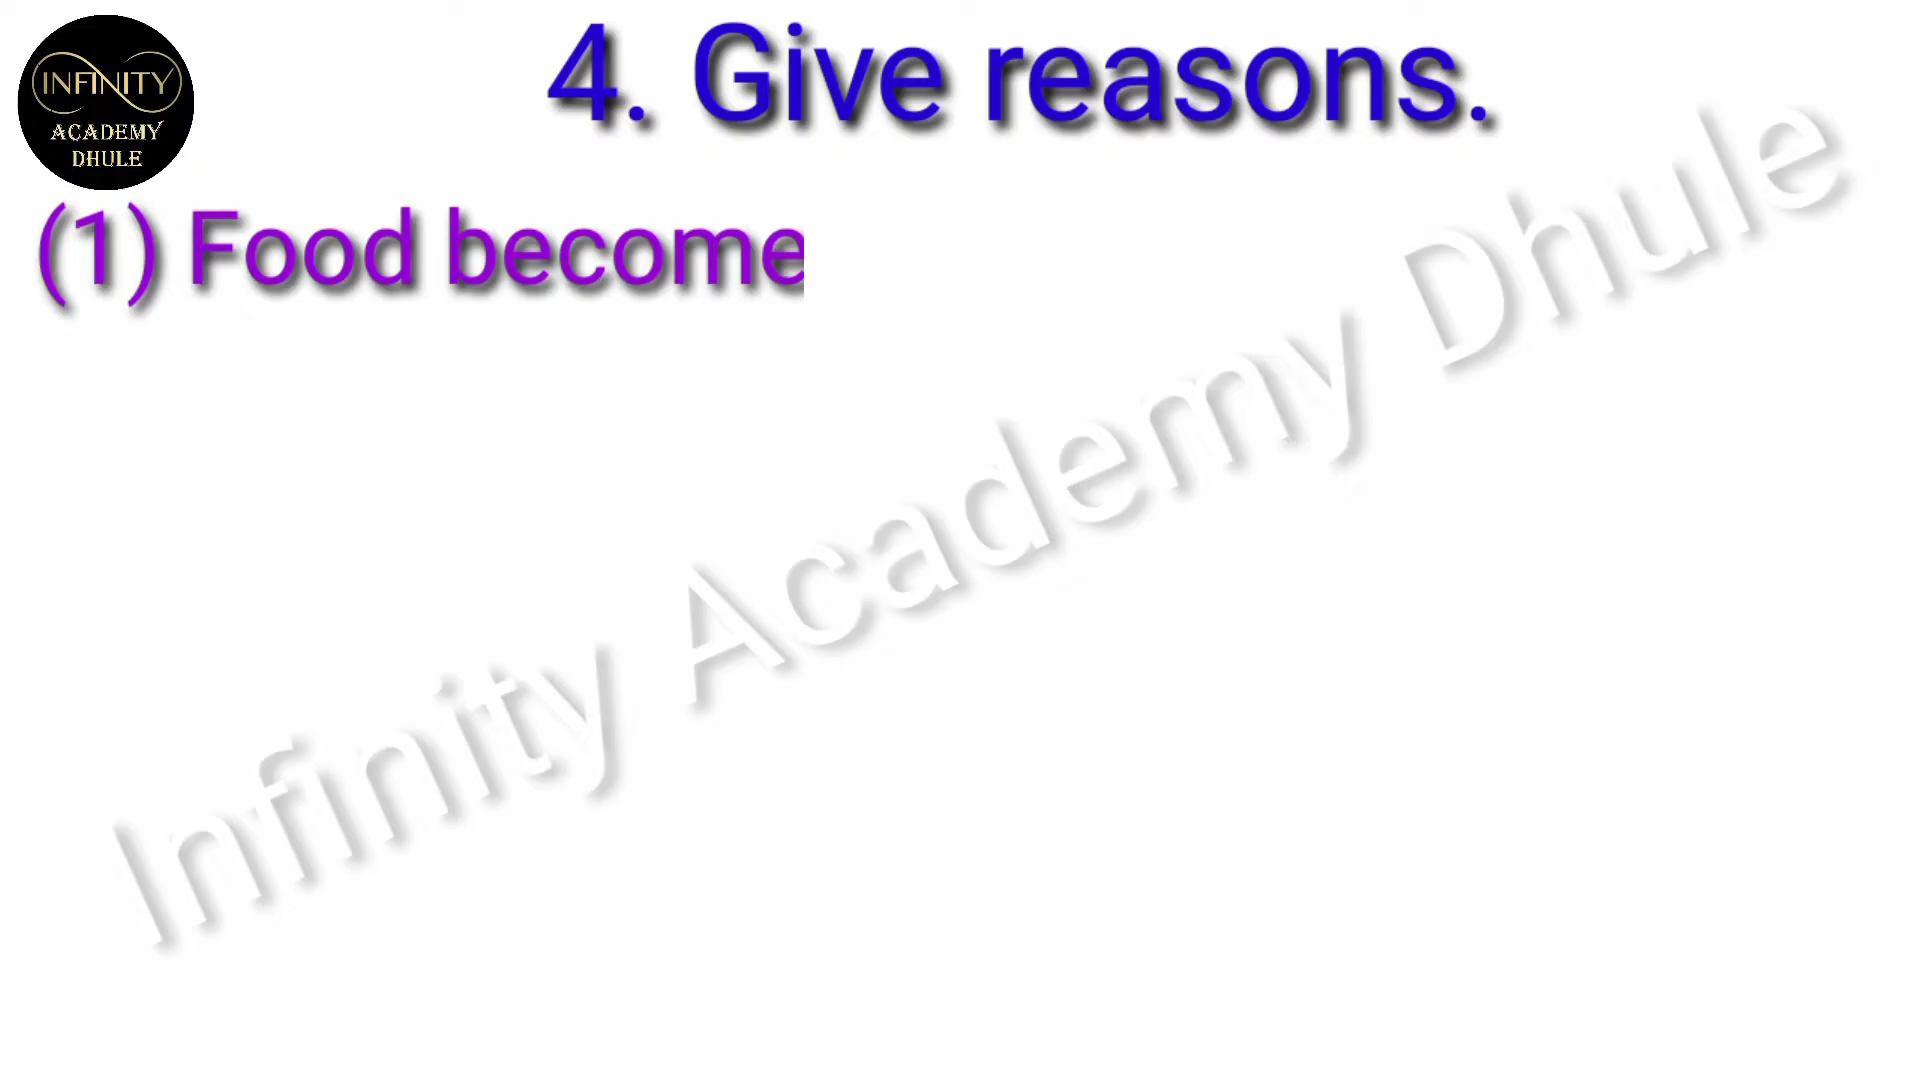 INFINITY
ACADEMY
DHULE
4. Give reasons.
(1) Food become
Infinity Academy Dhule